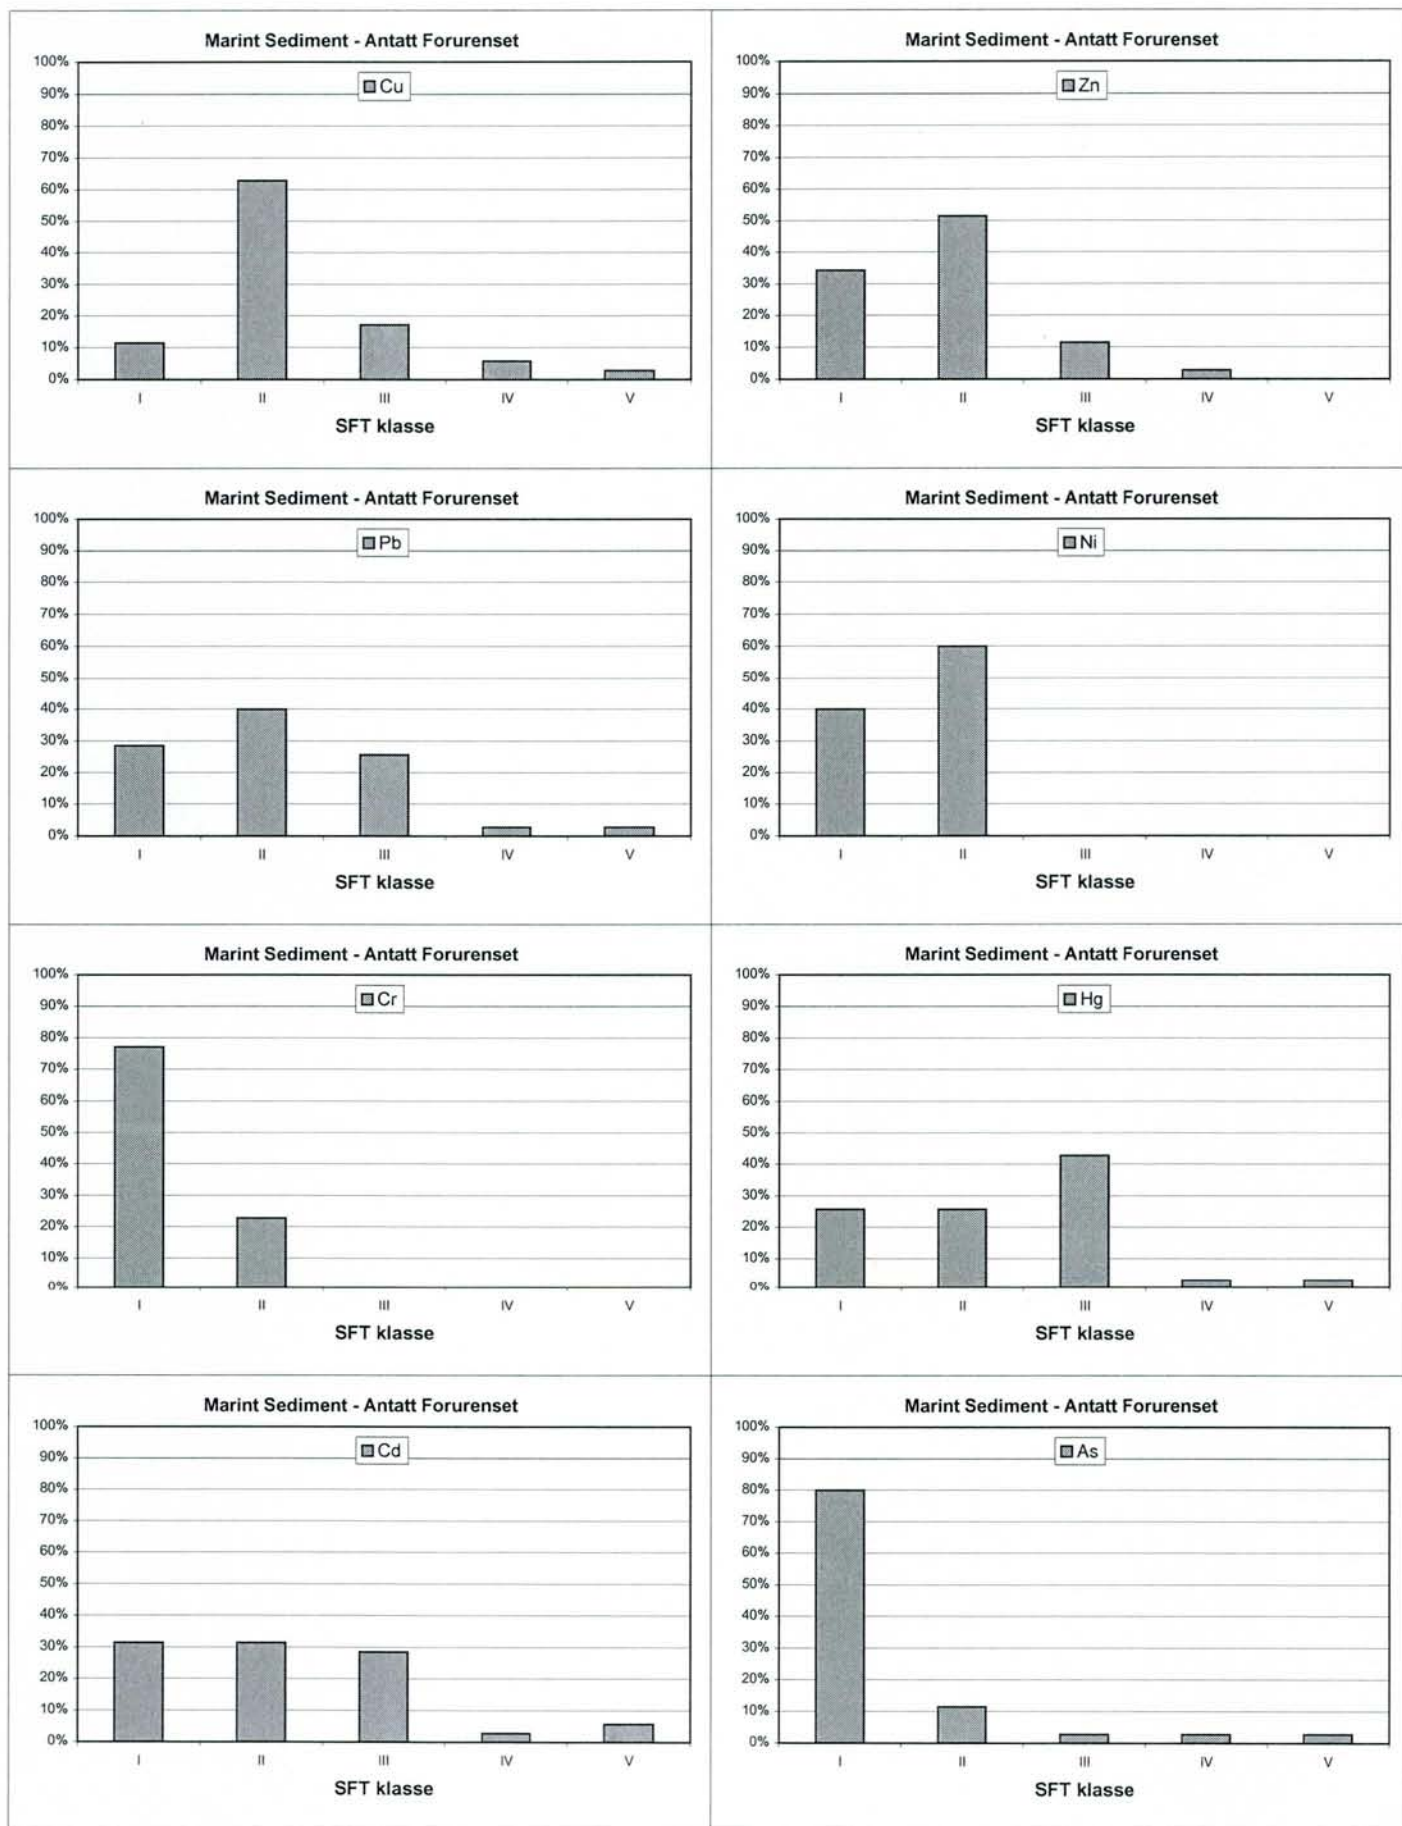 Marint Sediment - Antatt Forurenset
Cu
100%
90%
80%
70%
60%
50%
40%
30%
20%
10%
0%
I II III IV V
SFT klasse
Marint Sediment - Antatt Forurenset
Zn
100%
90%
80%
70%
60%
50%
40%
30%
20%
10%
0%
I II III IV V
SFT klasse
Marint Sediment - Antatt Forurenset
Pb
100%
90%
80%
70%
60%
50%
40%
30%
20%
10%
0%
I II III IV V
SFT klasse
Marint Sediment - Antatt Forurenset
Ni
100%
90%
80%
70%
60%
50%
40%
30%
20%
10%
0%
I II III IV V
SFT klasse
Marint Sediment - Antatt Forurenset
Cr
100%
90%
80%
70%
60%
50%
40%
30%
20%
10%
0%
I II III IV V
SFT klasse
Marint Sediment - Antatt Forurenset
Hg
100%
90%
80%
70%
60%
50%
40%
30%
20%
10%
0%
I II III IV V
SFT klasse
Marint Sediment - Antatt Forurenset
Cd
100%
90%
80%
70%
60%
50%
40%
30%
20%
10%
0%
I II III IV V
SFT klasse
Marint Sediment - Antatt Forurenset
As
100%
90%
80%
70%
60%
50%
40%
30%
20%
10%
0%
I II III IV V
SFT klasse